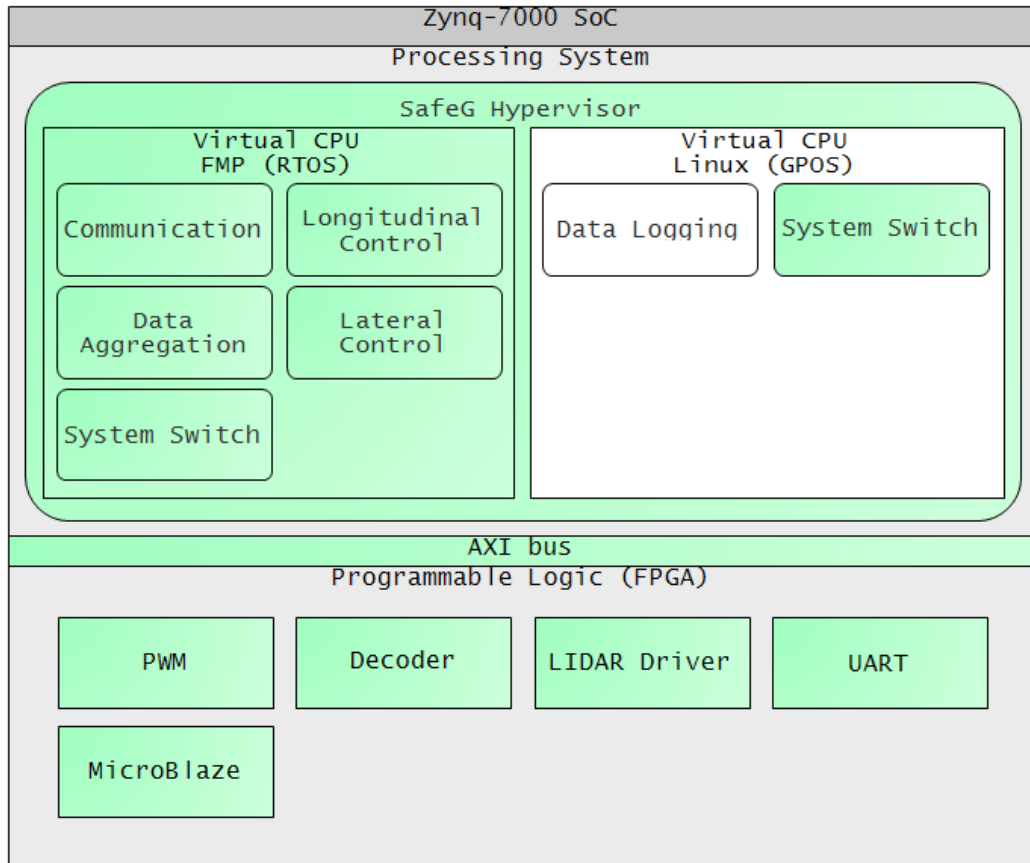 Zynq-7000 SoC
Processing System
SafeG Hypervisor
Virtual CPU
FMP (RTOS)
Communication
Longitudinal
Control
Data
Aggregation
Lateral
Control
System Switch
Virtual CPU
Linux (GPOS)
Data Logging
System Switch
AXI bus
Programmable Logic (FPGA)
PWM
Decoder
LIDAR Driver
UART
MicroBlaze